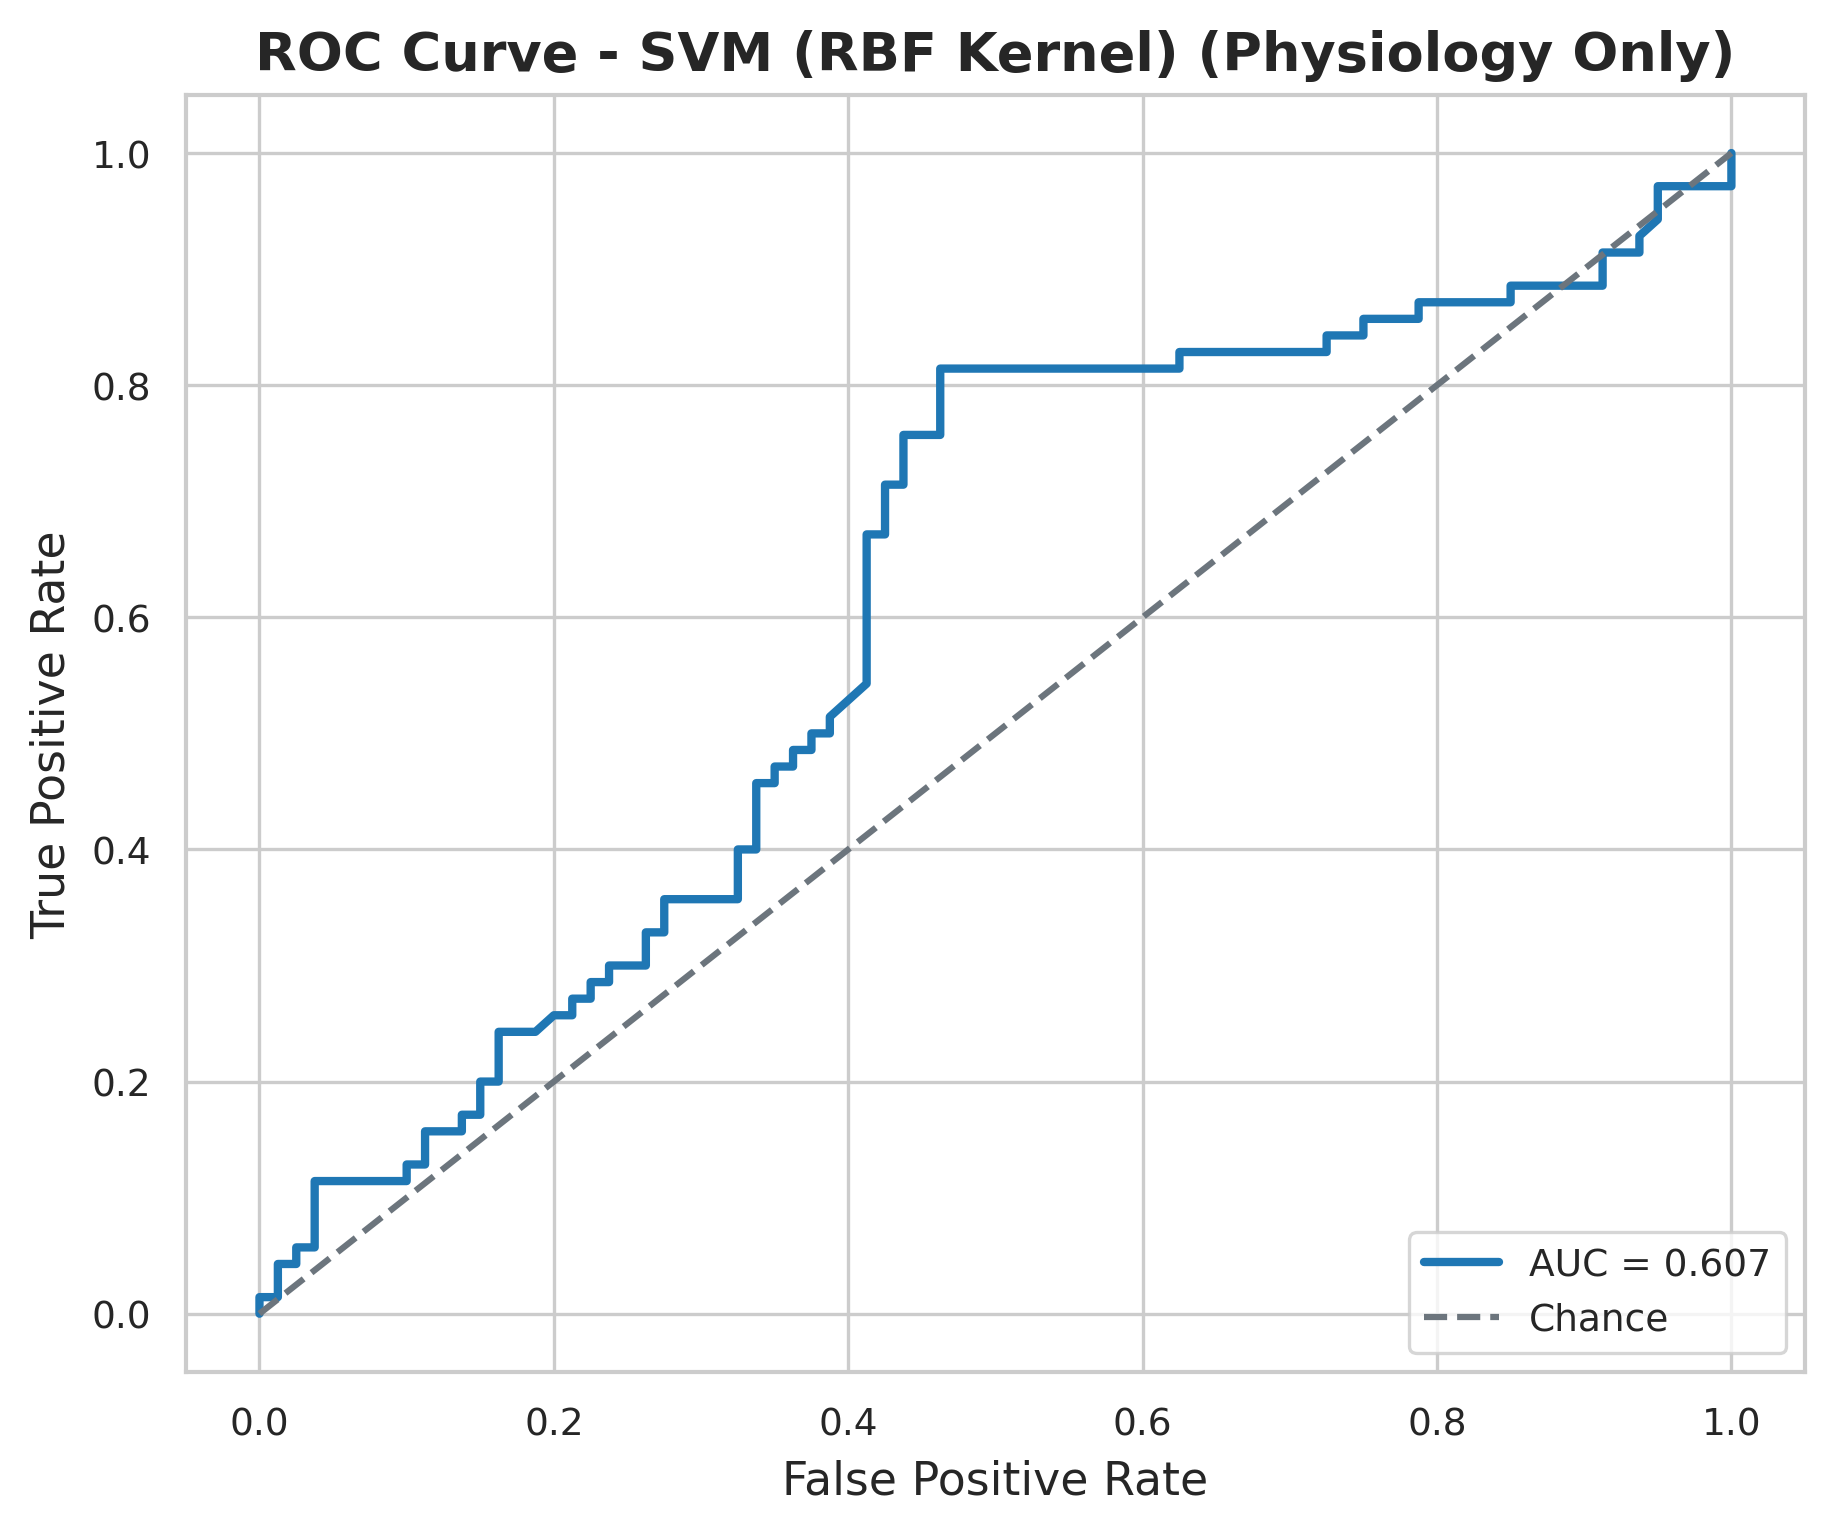 ROC Curve - SVM (RBF Kernel) (Physiology Only)
1.0
0.8
0.6
0.4
0.2
0.0
True Positive Rate
AUC = 0.607
Chance
0.0 0.2 0.4 0.6 0.8 1.0
False Positive Rate